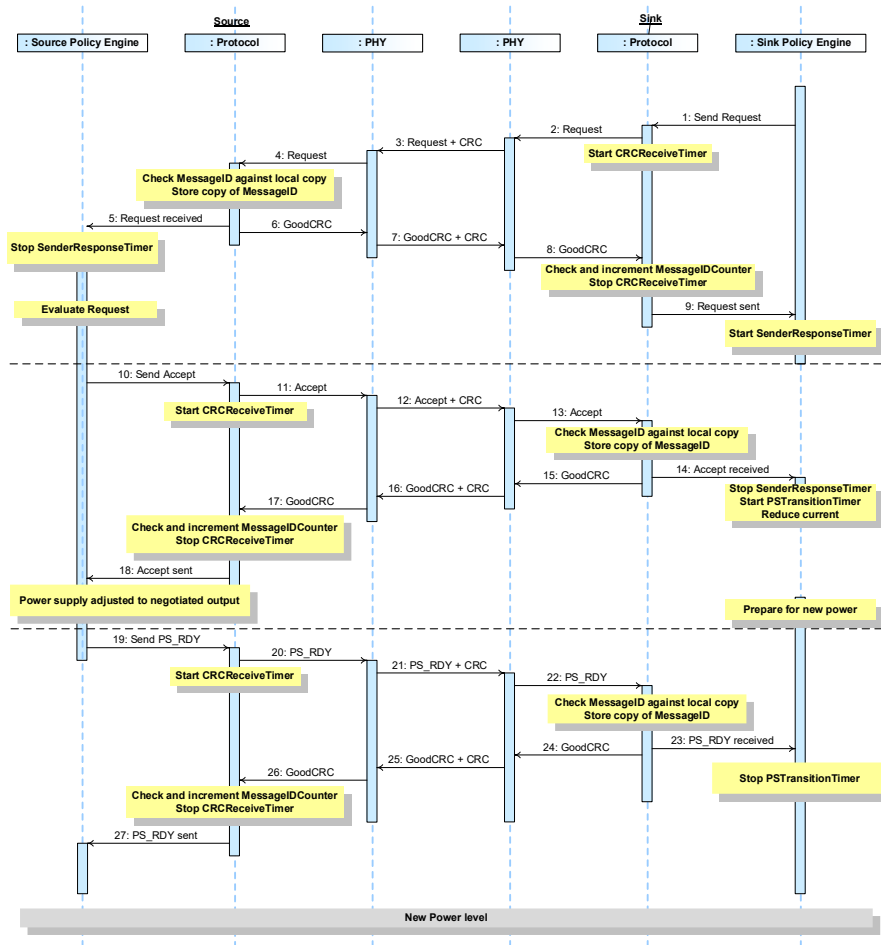 Source
Sink
: Source Policy Engine
: Protocol
: PHY
: PHY
: Protocol
: Sink Policy Engine
1: Send Request
2: Request
3: Request + CRC
Start CRCReceiveTimer
4: Request
Check MessageID against local copy
Store copy of MessageID
5: Request received
6: GoodCRC
7: GoodCRC + CRC
Stop SenderResponseTimer
8: GoodCRC
Check and increment MessageIDCounter
Stop CRCReceiveTimer
Evaluate Request
9: Request sent
Start SenderResponseTimer
10: Send Accept
11: Accept
Start CRCReceiveTimer
12: Accept + CRC
13: Accept
Check MessageID against local copy
Store copy of MessageID
14: Accept received
15: GoodCRC
16: GoodCRC + CRC
Stop SenderResponseTimer
Start PSTransitionTimer
Reduce current
17: GoodCRC
Check and increment MessageIDCounter
Stop CRCReceiveTimer
18: Accept sent
Power supply adjusted to negotiated output
Prepare for new power
19: Send PS_RDY
20: PS_RDY
Start CRCReceiveTimer
21: PS_RDY + CRC
22: PS_RDY
Check MessageID against local copy
Store copy of MessageID
23: PS_RDY received
24: GoodCRC
25: GoodCRC + CRC
26: GoodCRC
Stop PSTransitionTimer
Check and increment MessageIDCounter
Stop CRCReceiveTimer
27: PS_RDY sent
New Power level